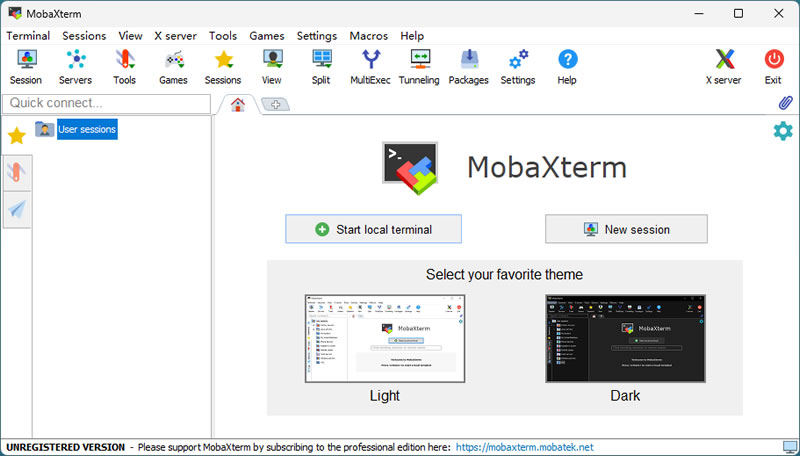 MobaXterm
Terminal Sessions View X server Tools Games Settings Macros Help
Session Servers Tools Games Sessions View Split MultiExec Tunneling Packages Settings Help X server Exit
Quick connect...
User sessions
>_
MobaXterm
Start local terminal New session
Select your favorite theme
MobaXterm MobaXterm
Light Dark
UNREGISTERED VERSION - Please support MobaXterm by subscribing to the professional edition here: https://mobaxterm.mobatek.net